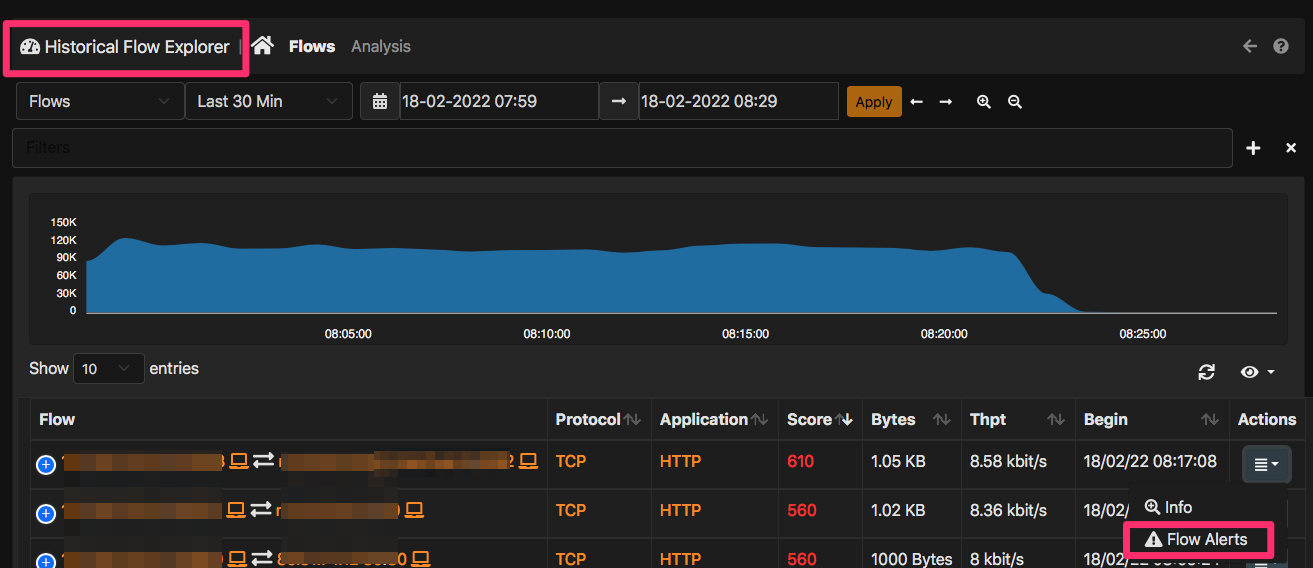 Historical Flow Explorer | Flows Analysis
Flows Last 30 Min 18-02-2022 07:59 → 18-02-2022 08:29 Apply ← →
Filters
150K
120K
90K
60K
30K
0
08:05:00 08:10:00 08:15:00 08:20:00 08:25:00
Show 10 entries
Flow Protocol Application Score Bytes Thpt Begin Actions
TCP HTTP 610 1.05 KB 8.58 kbit/s 18/02/22 08:17:08
TCP HTTP 560 1.02 KB 8.36 kbit/s 18/02/
Info
Flow Alerts
TCP HTTP 560 1000 Bytes 8 kbit/s